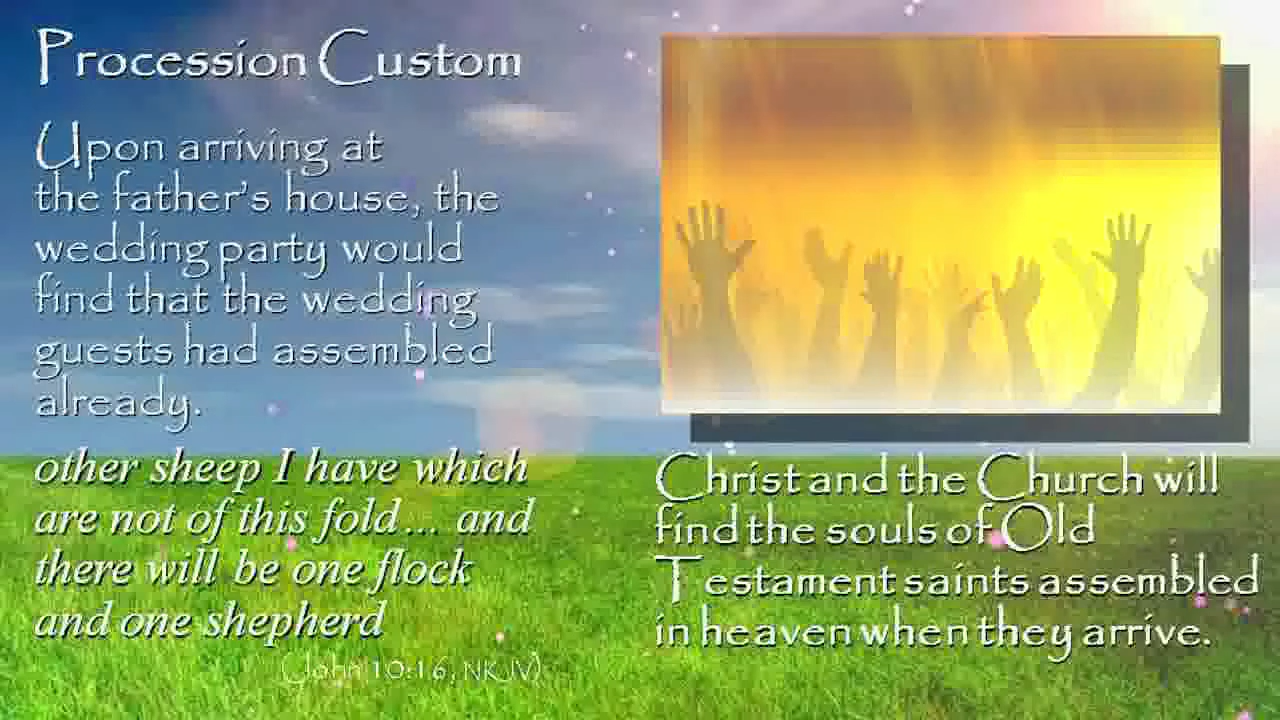 Procession Custom
Upon arriving at
the father's house, the
wedding party would
find that the wedding
guests had assembled
already.
other sheep I have which
are not of this fold... and
there will be one flock
and one shepherd
(John 10:16, NKJV)
Christ and the Church will
find the souls of Old
Testament saints assembled
in heaven when they arrive.